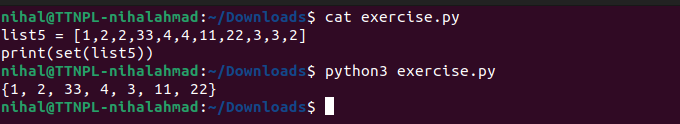 nihal@TTNPL-nihalahmad:~/Downloads$ cat exercise.py
list5 = [1,2,2,33,4,4,11,22,3,3,2]
print(set(list5))
nihal@TTNPL-nihalahmad:~/Downloads$ python3 exercise.py
{1, 2, 33, 4, 3, 11, 22}
nihal@TTNPL-nihalahmad:~/Downloads$